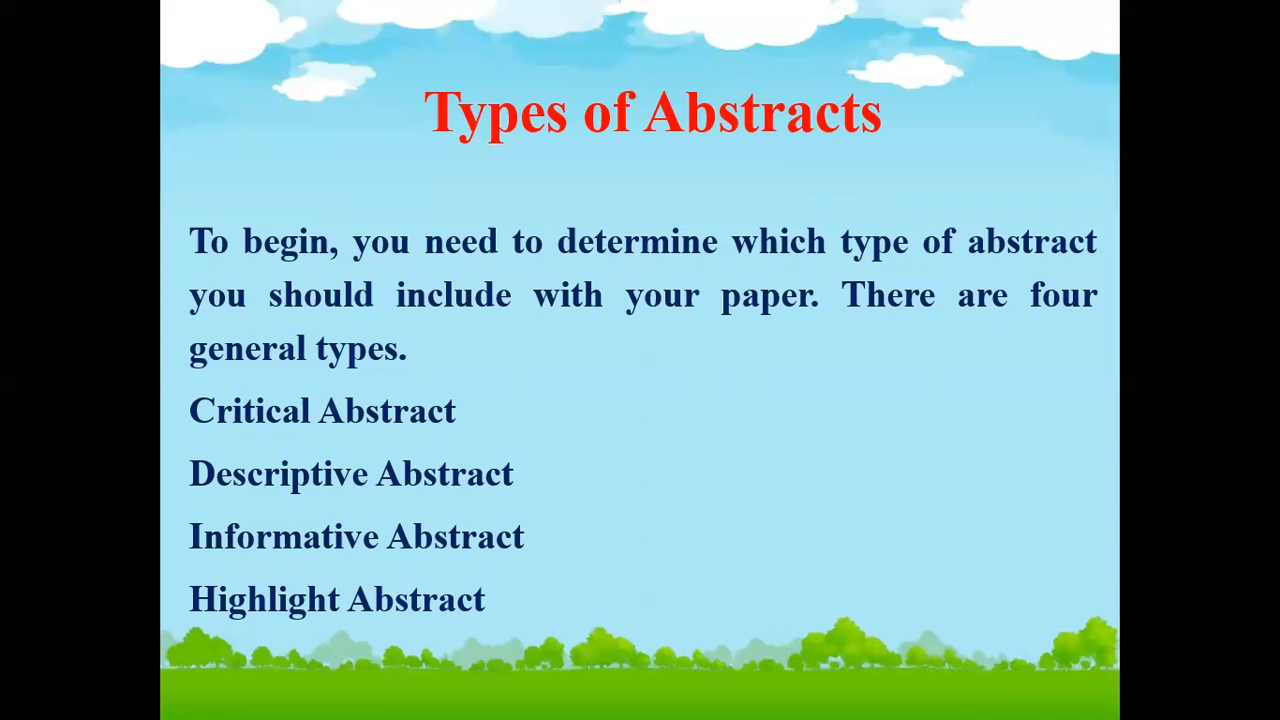 Types of Abstracts
To begin, you need to determine which type of abstract
you should include with your paper. There are four
general types.
Critical Abstract
Descriptive Abstract
Informative Abstract
Highlight Abstract